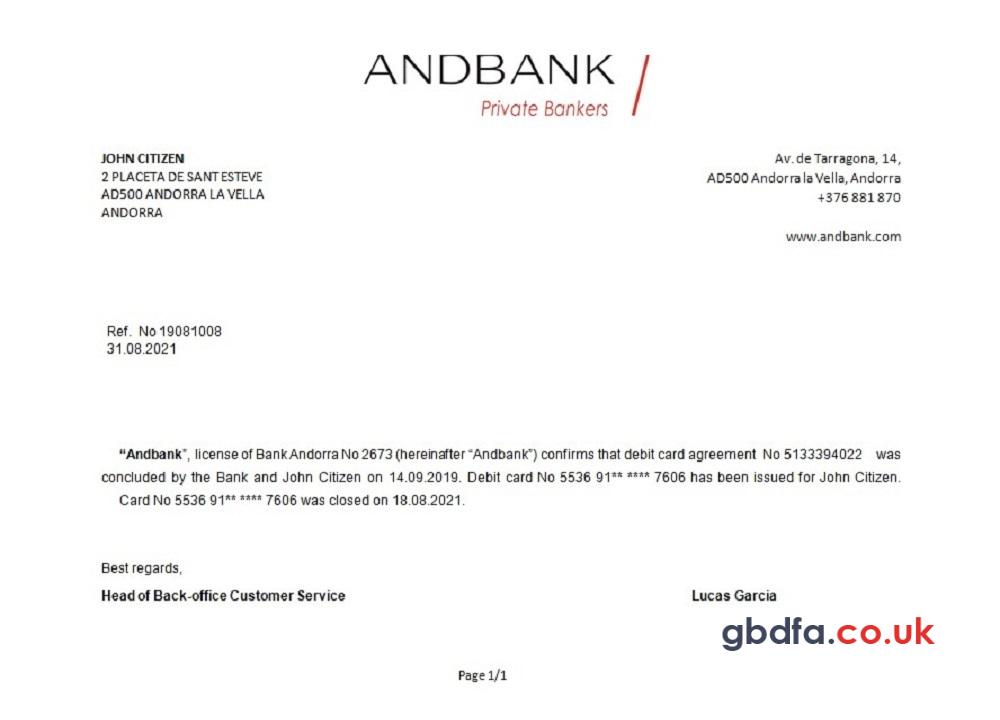 ANDBANK
Private Bankers
JOHN CITIZEN
2 PLACETA DE SANT ESTEVE
AD500 ANDORRA LA VELLA
ANDORRA
Av. de Tarragona, 14,
AD500 Andorra la Vella, Andorra
+376 881 870
www.andbank.com
Ref. No 19081008
31.08.2021
“Andbank”, license of Bank Andorra No 2673 (hereinafter “Andbank”) confirms that debit card agreement No 5133394022 was
concluded by the Bank and John Citizen on 14.09.2019. Debit card No 5536 91** **** 7606 has been issued for John Citizen.
Card No 5536 91** **** 7606 was closed on 18.08.2021.
Best regards,
Head of Back-office Customer Service
Lucas Garcia
gbdfa.co.uk
Page 1/1